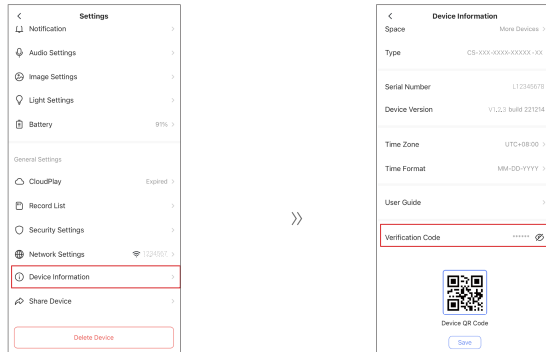 Settings
Notification
Audio Settings
Image Settings
Light Settings
Battery 91%
General Settings
CloudPlay Expired
Record List
Security Settings
Network Settings 1234567
Device Information
Share Device
Delete Device
Device Information
Space More Devices
Type CS-XXX-XXXX-XXXXX-XX
Serial Number L12345678
Device Version V1.2.3 build 221214
Time Zone UTC+08:00
Time Format MM-DD-YYYY
User Guide
Verification Code ******
Device QR Code
Save